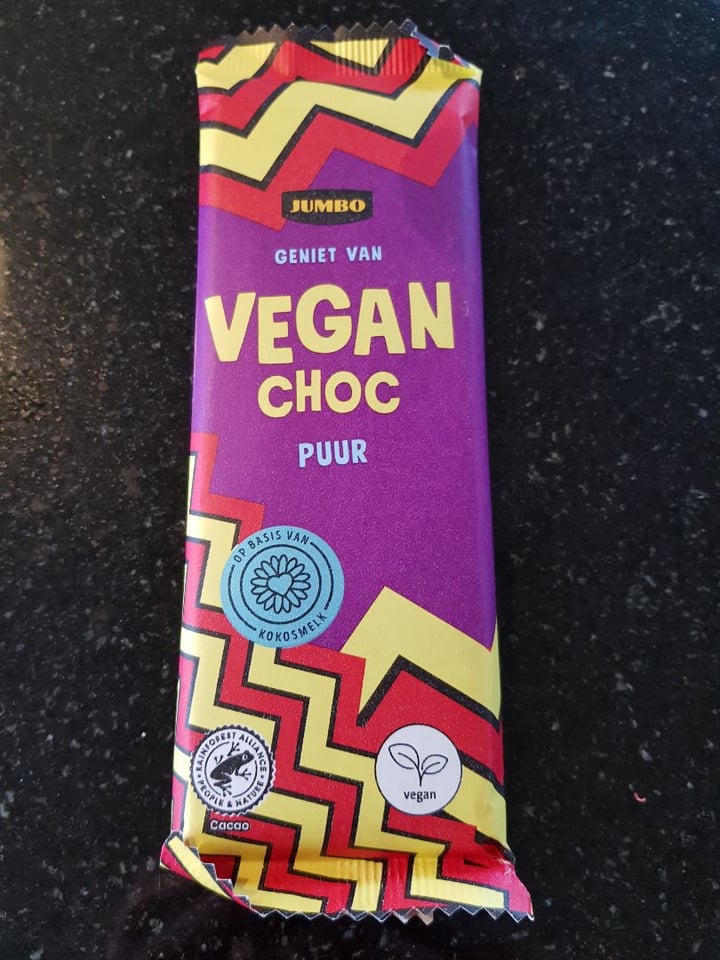 JUMBO
GENIET VAN
VEGAN
CHOC
PUUR
OP BASIS VAN
KOKOSMELK
RAINFOREST ALLIANCE
PEOPLE & NATURE
Cacao
vegan